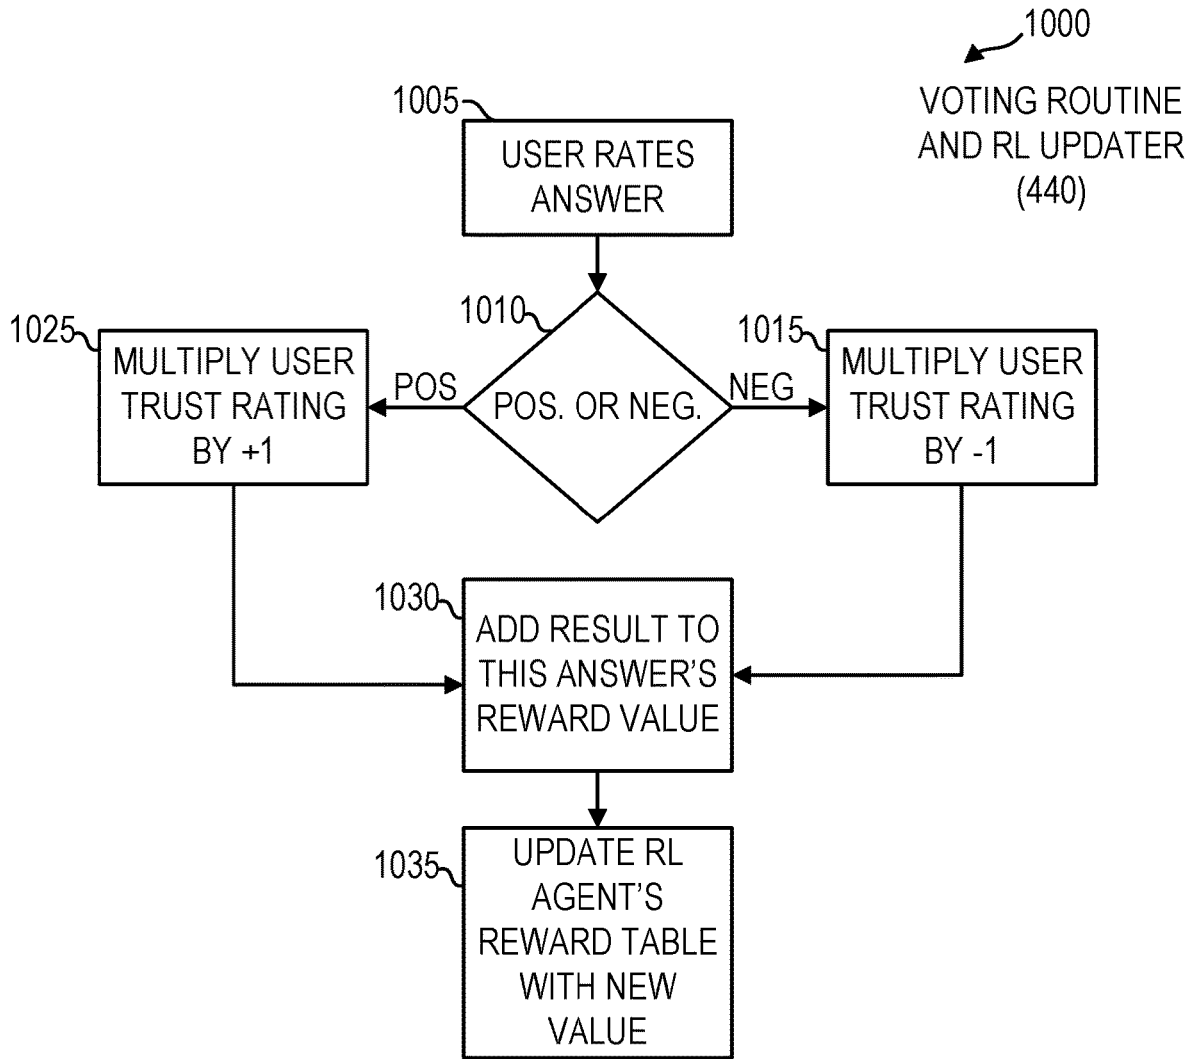 1000
VOTING ROUTINE
AND RL UPDATER
(440)
1005
USER RATES
ANSWER
1010
POS. OR NEG.
POS
NEG
1025
MULTIPLY USER
TRUST RATING
BY +1
1015
MULTIPLY USER
TRUST RATING
BY -1
1030
ADD RESULT TO
THIS ANSWER’S
REWARD VALUE
1035
UPDATE RL
AGENT’S
REWARD TABLE
WITH NEW
VALUE